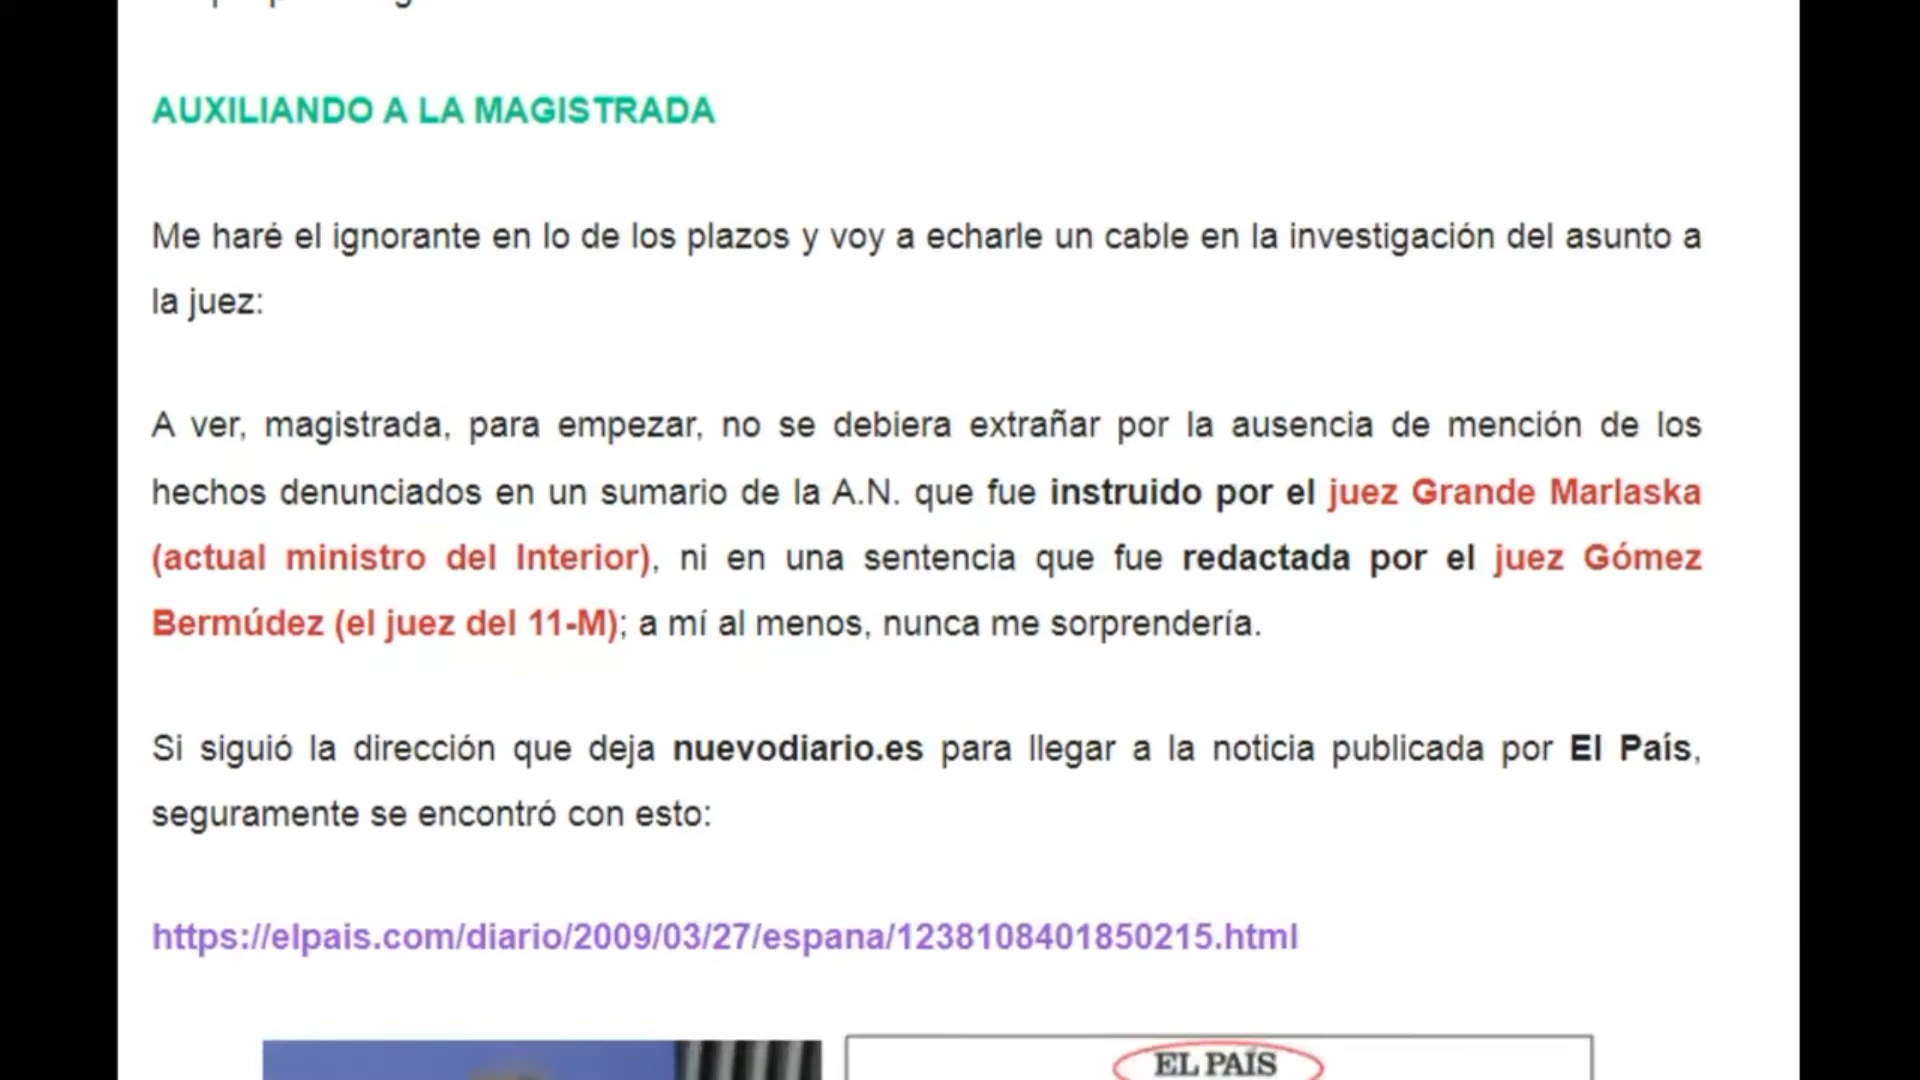 AUXILIANDO A LA MAGISTRADA
Me haré el ignorante en lo de los plazos y voy a echarle un cable en la investigación del asunto a
la juez:
A ver, magistrada, para empezar, no se debiera extrañar por la ausencia de mención de los
hechos denunciados en un sumario de la A.N. que fue instruido por el juez Grande Marlaska
(actual ministro del Interior), ni en una sentencia que fue redactada por el juez Gómez
Bermúdez (el juez del 11-M); a mí al menos, nunca me sorprendería.
Si siguió la dirección que deja nuevodiario.es para llegar a la noticia publicada por El País,
seguramente se encontró con esto:
https://elpais.com/diario/2009/03/27/espana/1238108401850215.html
EL PAÍS